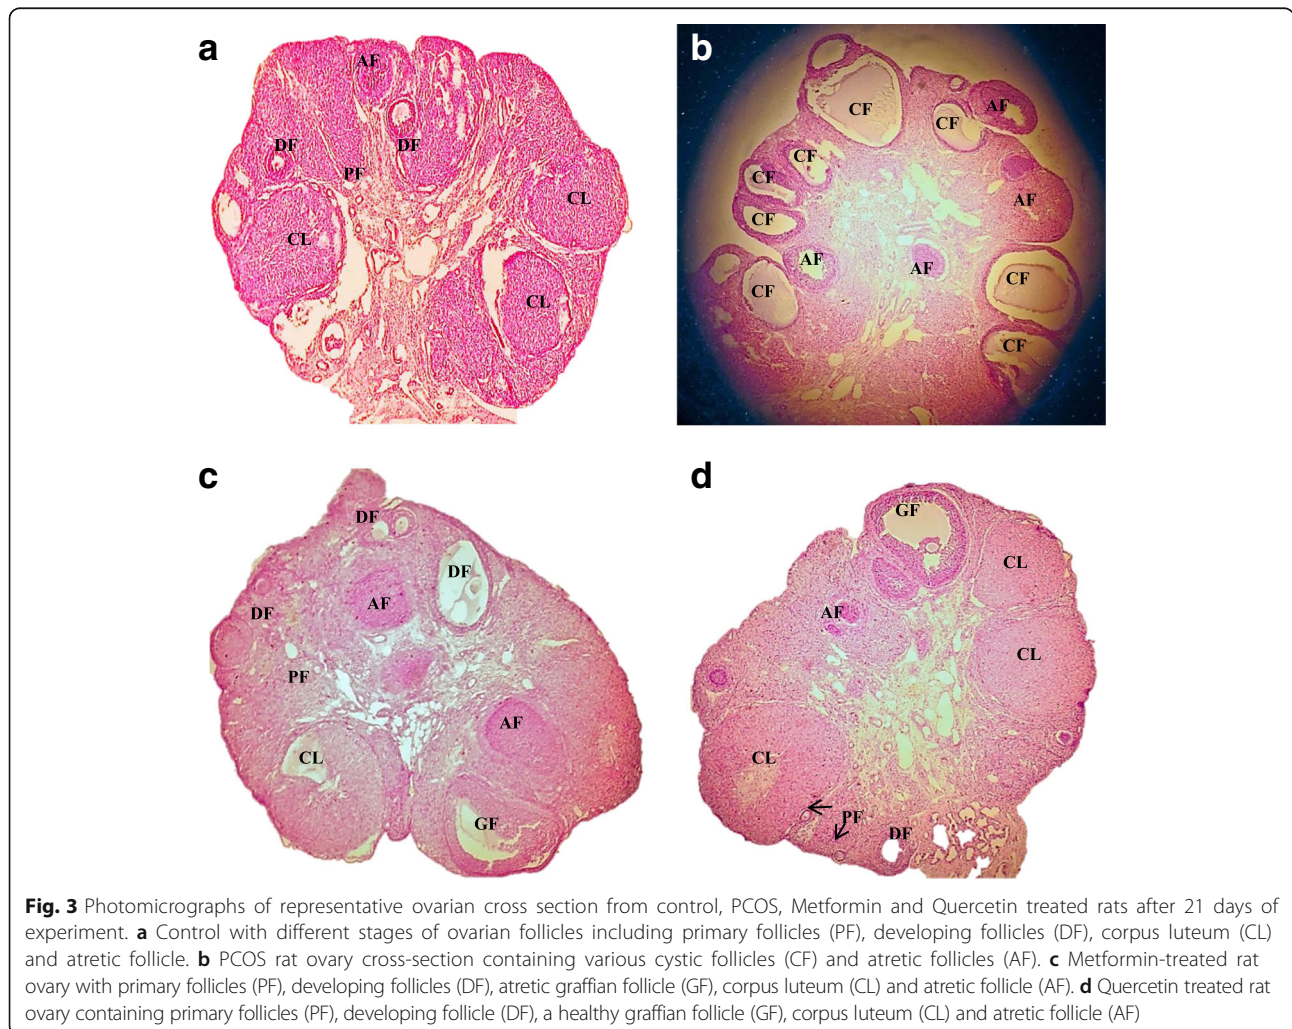 a
AF
DF
DF
PF
CL
CL
CL
b
CF
CF
AF
CF
CF
AF
CF
AF
AF
CF
CF
CF
c
DF
DF
AF
DF
PF
AF
CL
GF
d
GF
CL
AF
CL
CL
PF
DF
Fig. 3 Photomicrographs of representative ovarian cross section from control, PCOS, Metformin and Quercetin treated rats after 21 days of
experiment. a Control with different stages of ovarian follicles including primary follicles (PF), developing follicles (DF), corpus luteum (CL)
and atretic follicle. b PCOS rat ovary cross-section containing various cystic follicles (CF) and atretic follicles (AF). c Metformin-treated rat
ovary with primary follicles (PF), developing follicles (DF), atretic graffian follicle (GF), corpus luteum (CL) and atretic follicle (AF). d Quercetin treated rat
ovary containing primary follicles (PF), developing follicle (DF), a healthy graffian follicle (GF), corpus luteum (CL) and atretic follicle (AF)